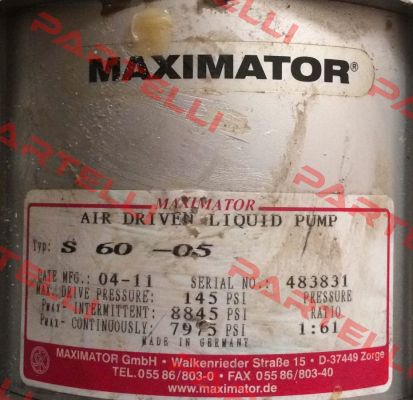 MAXIMATOR®
MAXIMATOR
AIR DRIVEN LIQUID PUMP
Typ: S 60 -05
DATE MFG.: 04-11 SERIAL NO.: 483831
MAX. DRIVE PRESSURE: 145 PSI PRESSURE
PMAX- INTERMITTENT: 8845 PSI RATIO
PMAX- CONTINUOUSLY: 7975 PSI 1:61
MADE IN GERMANY
MAXIMATOR GmbH • Walkenrieder Straße 15 • D-37449 Zorge
TEL. 055 86/803-0 • FAX 055 86/803-40
www.maximator.de
PARTELLI
PARTELLI
PARTELLI
PARTELLI